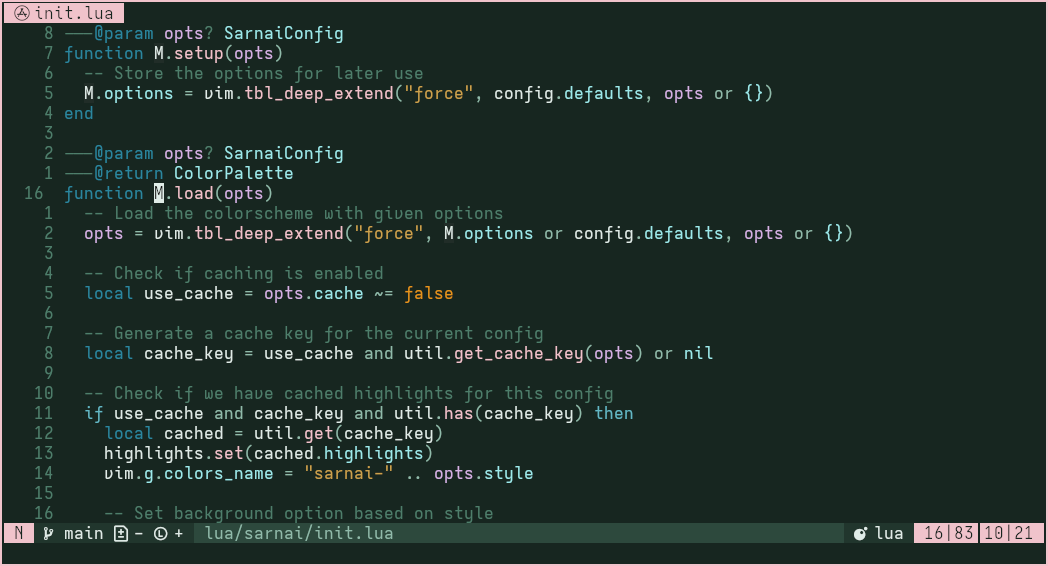 init.lua
8 ---@param opts? SarnaiConfig
7 function M.setup(opts)
6   -- Store the options for later use
5   M.options = vim.tbl_deep_extend("force", config.defaults, opts or {})
4 end
3
2 ---@param opts? SarnaiConfig
1 ---@return ColorPalette
16 function M.load(opts)
1   -- Load the colorscheme with given options
2   opts = vim.tbl_deep_extend("force", M.options or config.defaults, opts or {})
3
4   -- Check if caching is enabled
5   local use_cache = opts.cache ~= false
6
7   -- Generate a cache key for the current config
8   local cache_key = use_cache and util.get_cache_key(opts) or nil
9
10   -- Check if we have cached highlights for this config
11   if use_cache and cache_key and util.has(cache_key) then
12     local cached = util.get(cache_key)
13     highlights.set(cached.highlights)
14     vim.g.colors_name = "sarnai-" .. opts.style
15
16     -- Set background option based on style
N main - + lua/sarnai/init.lua lua 16|83 10|21